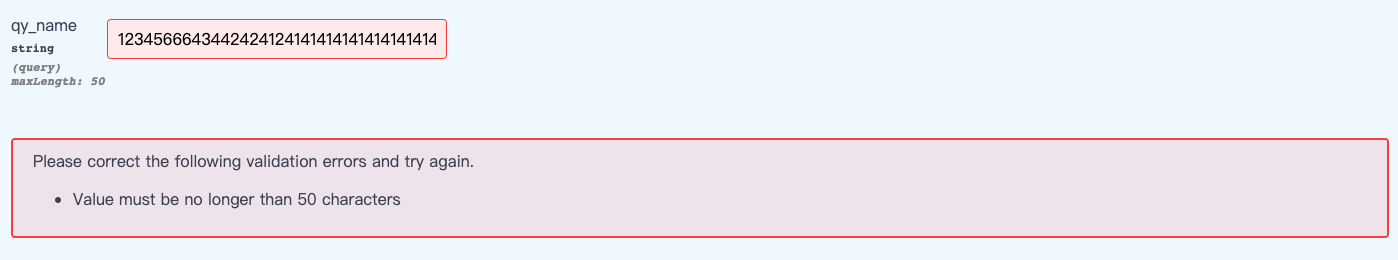 qy_name
string
(query)
maxLength: 50
12345666434424241241414141414141414
Please correct the following validation errors and try again.
• Value must be no longer than 50 characters